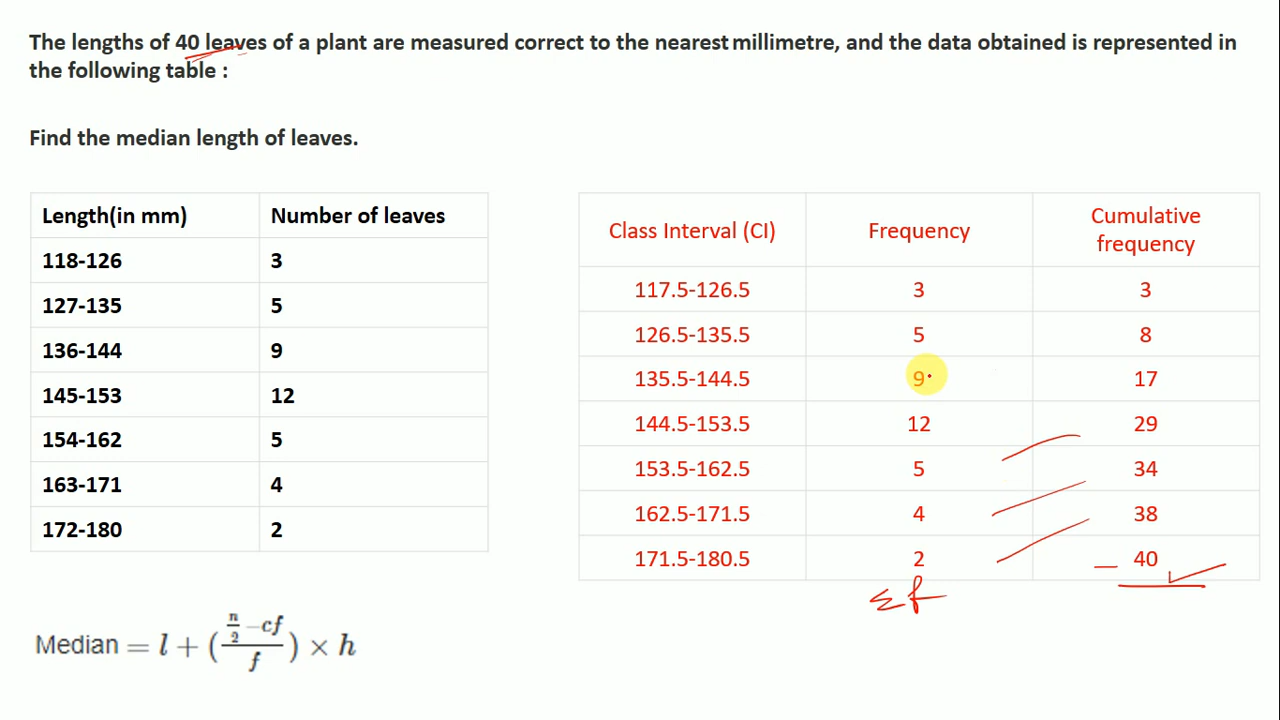 The lengths of 40 leaves of a plant are measured correct to the nearest millimetre, and the data obtained is represented in
the following table :
Find the median length of leaves.
Length(in mm) Number of leaves
118-126 3
127-135 5
136-144 9
145-153 12
154-162 5
163-171 4
172-180 2
Class Interval (CI) Frequency Cumulative frequency
117.5-126.5 3 3
126.5-135.5 5 8
135.5-144.5 9 17
144.5-153.5 12 29
153.5-162.5 5 34
162.5-171.5 4 38
171.5-180.5 2 40
Σf
Median = l + ( (n/2 − cf) / f ) × h